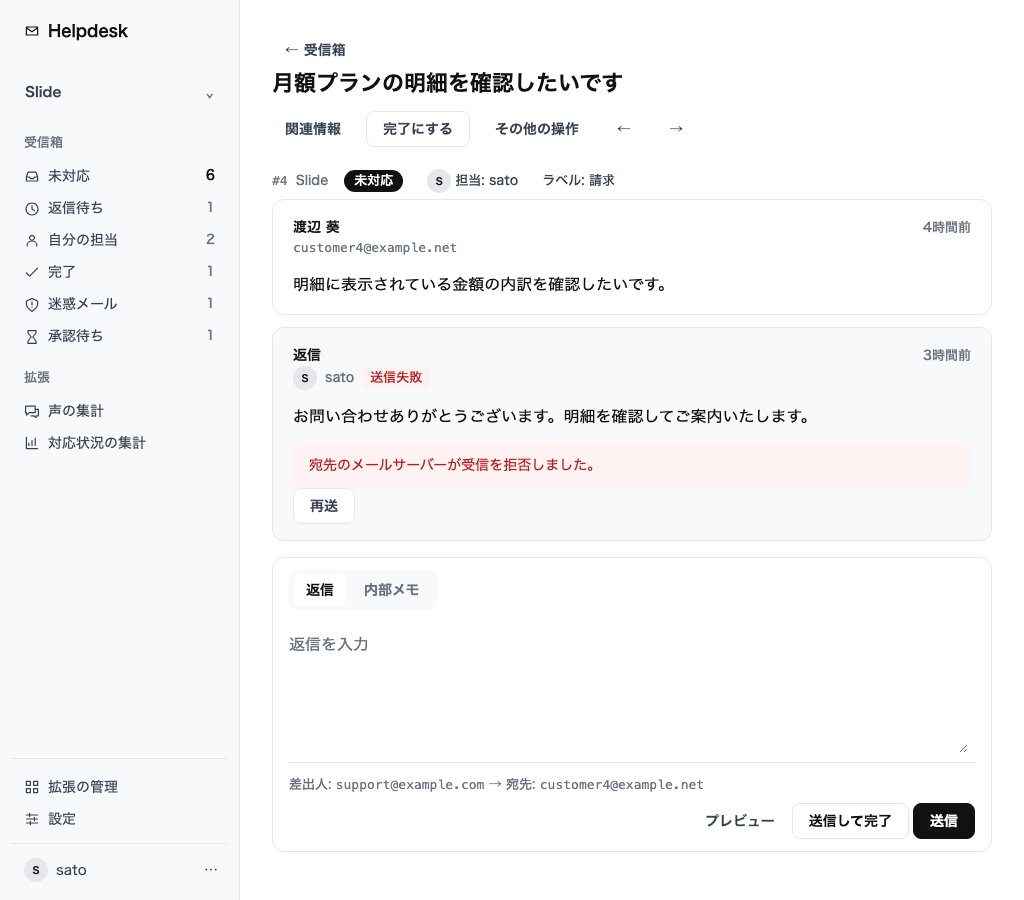 Helpdesk
Slide
受信箱
未対応 6
返信待ち 1
自分の担当 2
完了 1
迷惑メール 1
承認待ち 1
拡張
声の集計
対応状況の集計
拡張の管理
設定
S sato ···
← 受信箱
月額プランの明細を確認したいです
関連情報 完了にする その他の操作 ← →
#4 Slide 未対応 S 担当: sato ラベル: 請求
渡辺 葵 4時間前
customer4@example.net
明細に表示されている金額の内訳を確認したいです。
返信 3時間前
S sato 送信失敗
お問い合わせありがとうございます。明細を確認してご案内いたします。
宛先のメールサーバーが受信を拒否しました。
再送
返信 内部メモ
返信を入力
差出人: support@example.com → 宛先: customer4@example.net
プレビュー 送信して完了 送信